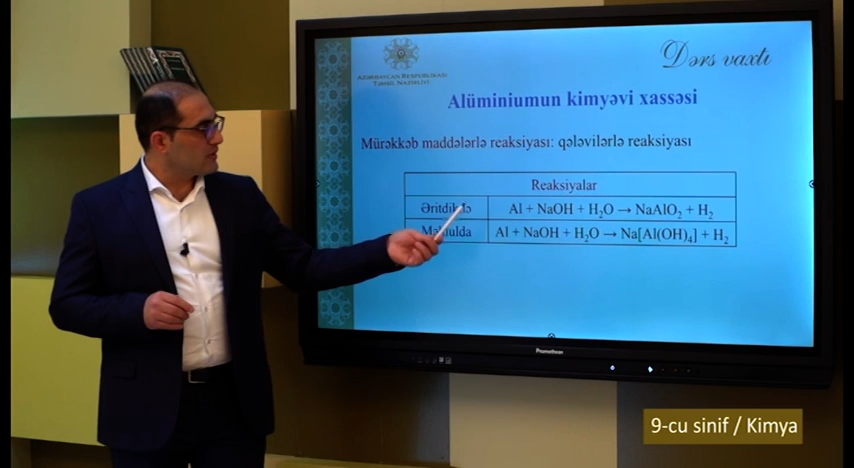 Dərs vaxtı
AZƏRBAYCAN RESPUBLİKASI
TƏHSİL NAZİRLİYİ
Alüminiumun kimyəvi xassəsi
Mürəkkəb maddələrlə reaksiyası: qələvilərlə reaksiyası
Reaksiyalar
Al + NaOH + H₂O → NaAlO₂ + H₂
Al + NaOH + H₂O → Na[Al(OH)₄] + H₂
Promethean
9-cu sinif / Kimya